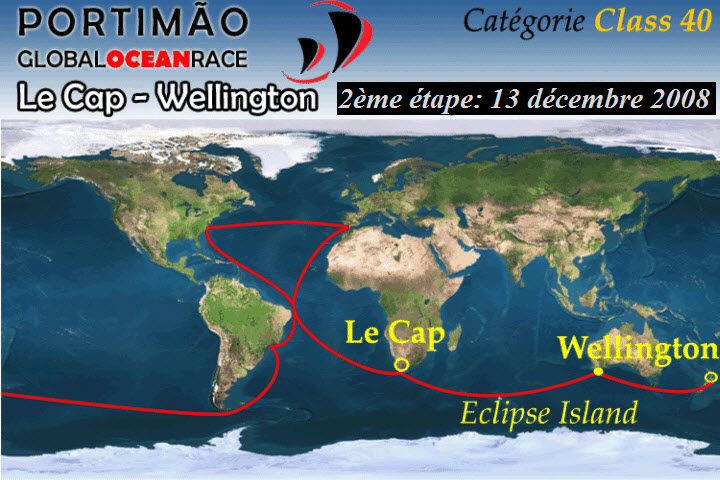 PORTIMÃO
GLOBALOCEANRACE
Le Cap - Wellington
Catégorie Class 40
2ème étape: 13 décembre 2008
Le Cap
Wellington
Eclipse Island